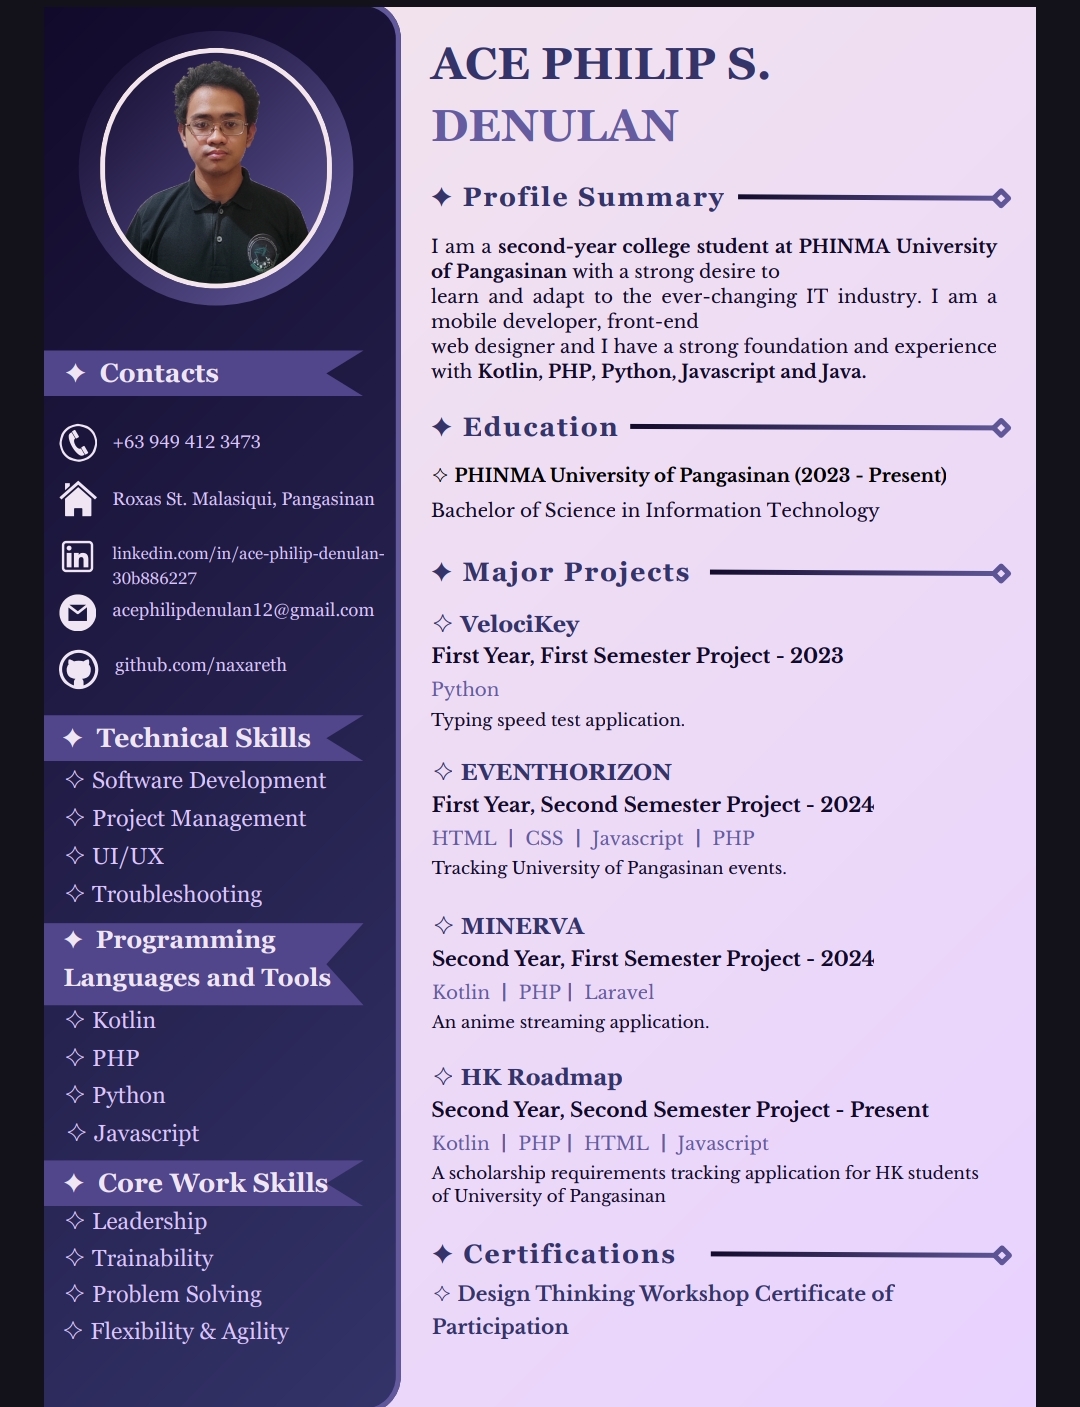 ACE PHILIP S.
DENULAN
Contacts
+63 949 412 3473
Roxas St. Malasiqui, Pangasinan
linkedin.com/in/ace-philip-denulan-
30b886227
acephilipdenulan12@gmail.com
github.com/naxareth
Technical Skills
Software Development
Project Management
UI/UX
Troubleshooting
Programming
Languages and Tools
Kotlin
PHP
Python
Javascript
Core Work Skills
Leadership
Trainability
Problem Solving
Flexibility & Agility
Profile Summary
I am a second-year college student at PHINMA University
of Pangasinan with a strong desire to
learn and adapt to the ever-changing IT industry. I am a
mobile developer, front-end
web designer and I have a strong foundation and experience
with Kotlin, PHP, Python, Javascript and Java.
Education
PHINMA University of Pangasinan (2023 - Present)
Bachelor of Science in Information Technology
Major Projects
VelociKey
First Year, First Semester Project - 2023
Python
Typing speed test application.
EVENTHORIZON
First Year, Second Semester Project - 2024
HTML | CSS | Javascript | PHP
Tracking University of Pangasinan events.
MINERVA
Second Year, First Semester Project - 2024
Kotlin | PHP | Laravel
An anime streaming application.
HK Roadmap
Second Year, Second Semester Project - Present
Kotlin | PHP | HTML | Javascript
A scholarship requirements tracking application for HK students
of University of Pangasinan
Certifications
Design Thinking Workshop Certificate of
Participation